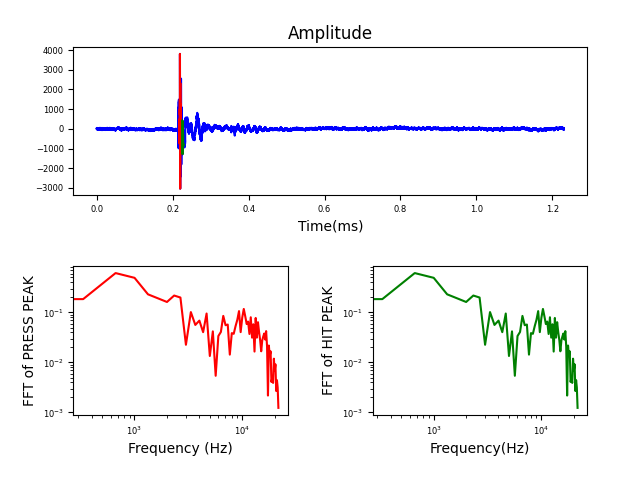 Amplitude
4000
3000
2000
1000
0
−1000
−2000
−3000
0.0 0.2 0.4 0.6 0.8 1.0 1.2
Time(ms)
FFT of PRESS PEAK
10⁻¹
10⁻²
10⁻³
10³ 10⁴
Frequency (Hz)
FFT of HIT PEAK
10⁻¹
10⁻²
10⁻³
10³ 10⁴
Frequency(Hz)